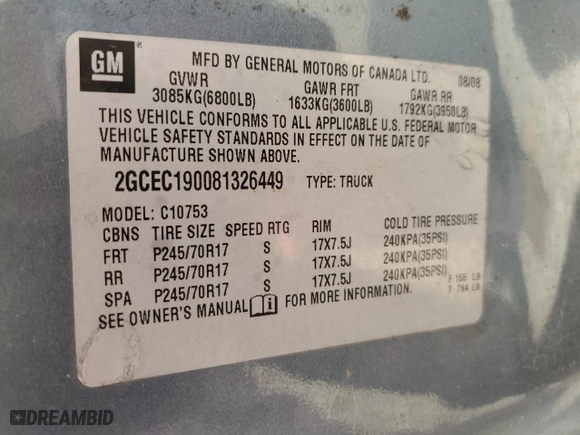 GM
MFD BY GENERAL MOTORS OF CANADA LTD. 08/08
GVWR GAWR FRT GAWR RR
3085KG(6800LB) 1633KG(3600LB) 1792KG(3950LB)
THIS VEHICLE CONFORMS TO ALL APPLICABLE U.S. FEDERAL MOTOR
VEHICLE SAFETY STANDARDS IN EFFECT ON THE DATE OF
MANUFACTURE SHOWN ABOVE.
2GCEC190081326449 TYPE: TRUCK
MODEL: C10753
CBNS TIRE SIZE SPEED RTG RIM COLD TIRE PRESSURE
FRT P245/70R17 S 17X7.5J 240KPA(35PSI)
RR P245/70R17 S 17X7.5J 240KPA(35PSI)
SPA P245/70R17 S 17X7.5J 240KPA(35PSI)
F 155 LB
T 764 LB
SEE OWNER'S MANUAL i FOR MORE INFORMATION.
DREAMBID